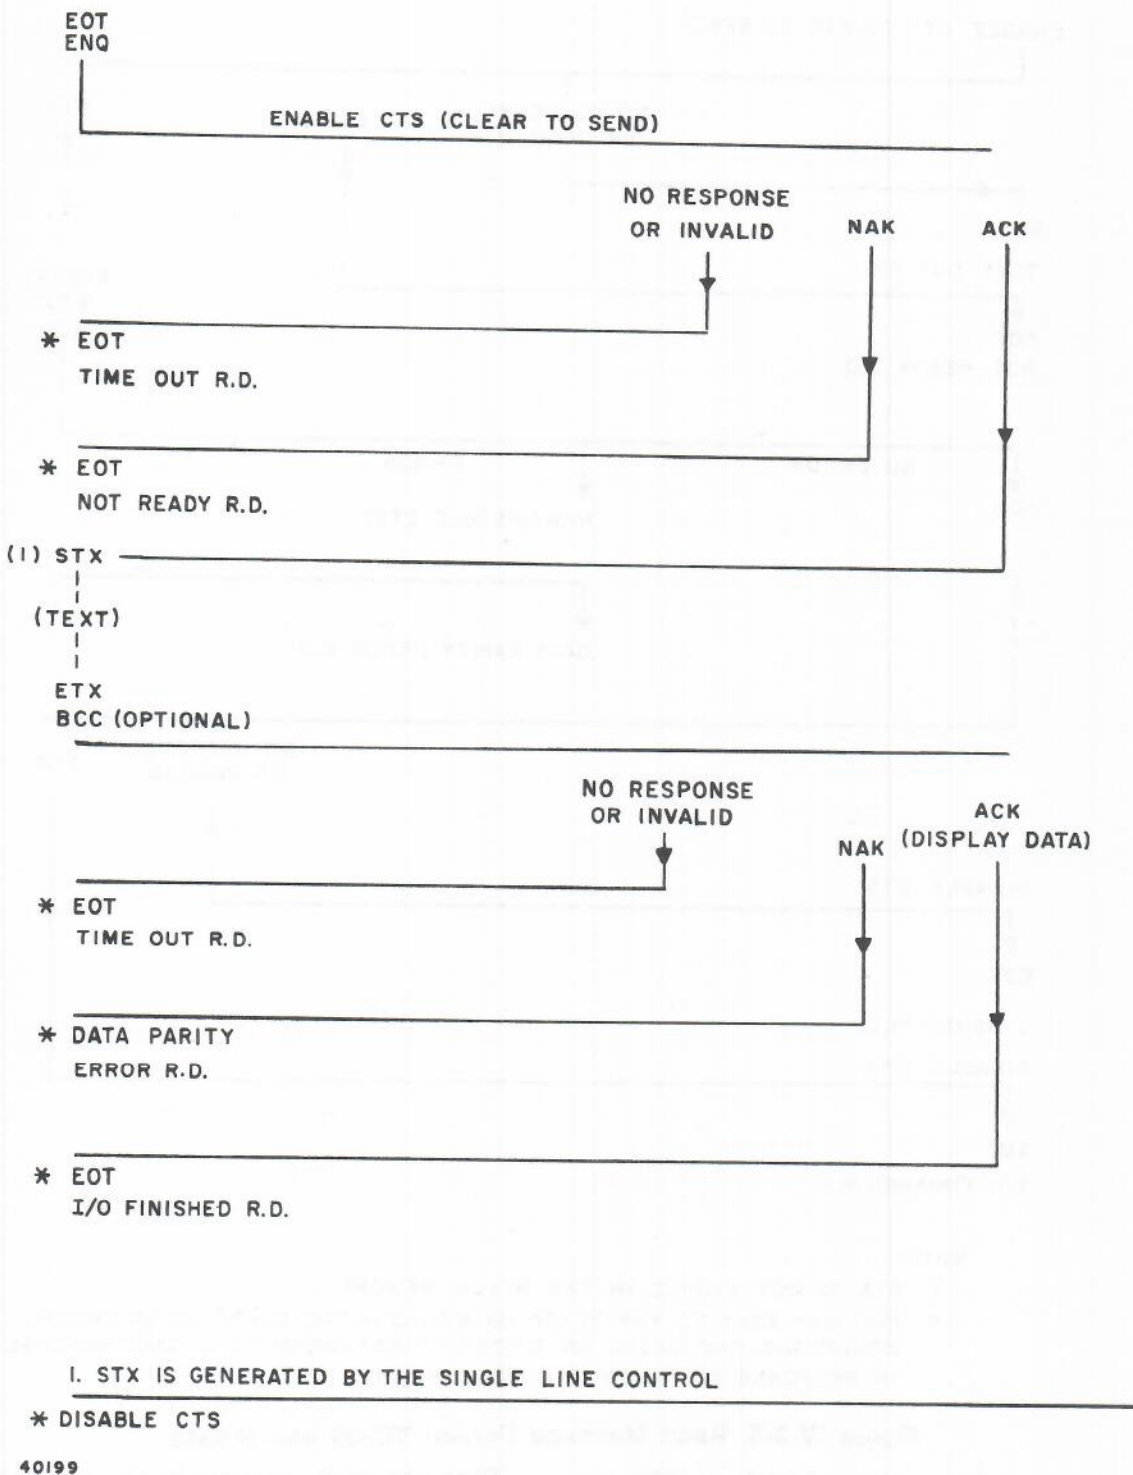 EOT
ENQ
ENABLE CTS (CLEAR TO SEND)
NO RESPONSE
OR INVALID
NAK
ACK
* EOT
TIME OUT R.D.
* EOT
NOT READY R.D.
(1) STX
(TEXT)
ETX
BCC (OPTIONAL)
NO RESPONSE
OR INVALID
NAK
ACK
(DISPLAY DATA)
* EOT
TIME OUT R.D.
* DATA PARITY
ERROR R.D.
* EOT
I/O FINISHED R.D.
1. STX IS GENERATED BY THE SINGLE LINE CONTROL
* DISABLE CTS
40199